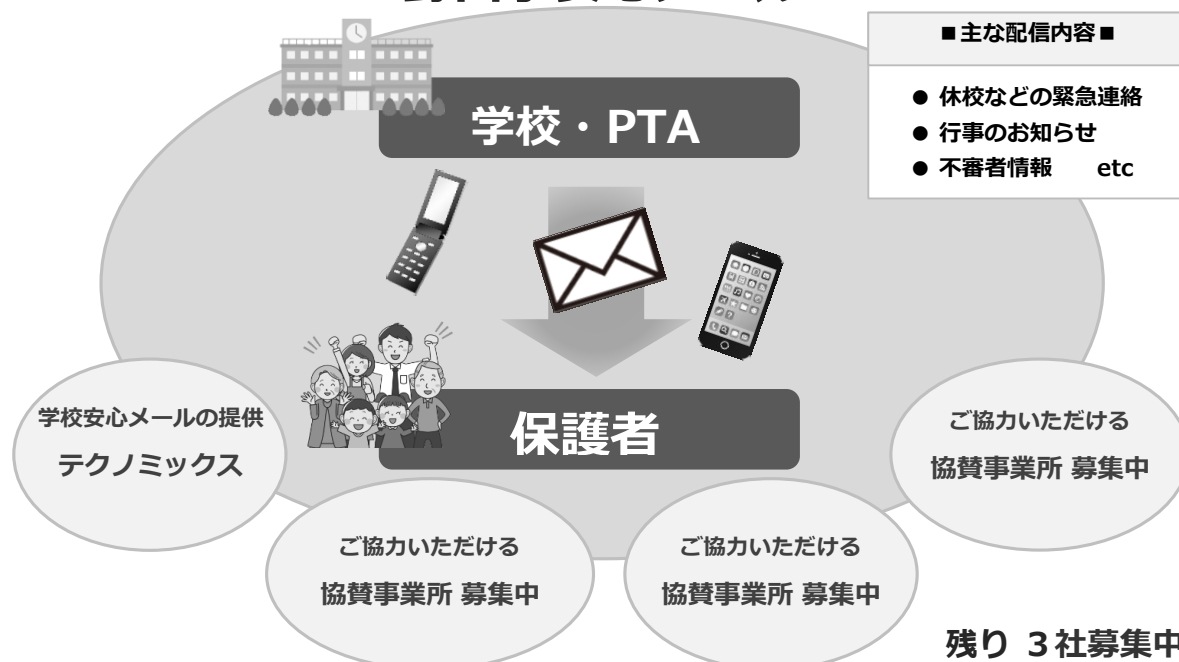 ■主な配信内容■
● 休校などの緊急連絡
● 行事のお知らせ
● 不審者情報 etc
学校・PTA
保護者
学校安心メールの提供
テクノミックス
ご協力いただける
協賛事業所 募集中
ご協力いただける
協賛事業所 募集中
ご協力いただける
協賛事業所 募集中
残り ３社募集中